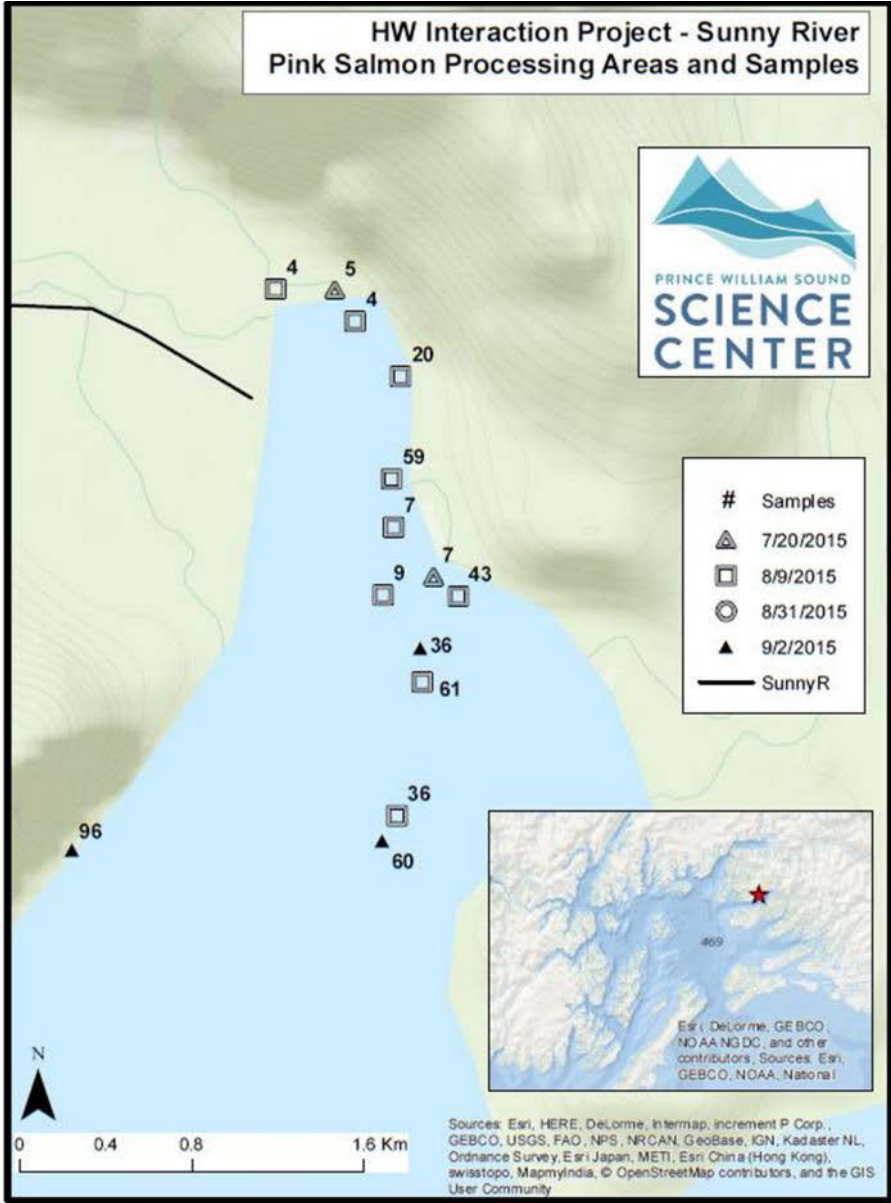 HW Interaction Project - Sunny River
Pink Salmon Processing Areas and Samples
PRINCE WILLIAM SOUND
SCIENCE
CENTER
4
5
4
20
59
7
7
9
43
36
61
36
96
60
# Samples
7/20/2015
8/9/2015
8/31/2015
9/2/2015
SunnyR
469
Esri, DeLorme, GEBCO,
NOAA NGDC, and other
contributors, Sources: Esri,
GEBCO, NOAA, National
N
0 0.4 0.8 1.6 Km
Sources: Esri, HERE, DeLorme, Intermap, increment P Corp.,
GEBCO, USGS, FAO, NPS, NRCAN, GeoBase, IGN, Kadaster NL,
Ordnance Survey, Esri Japan, METI, Esri China (Hong Kong),
swisstopo, MapmyIndia, © OpenStreetMap contributors, and the GIS
User Community